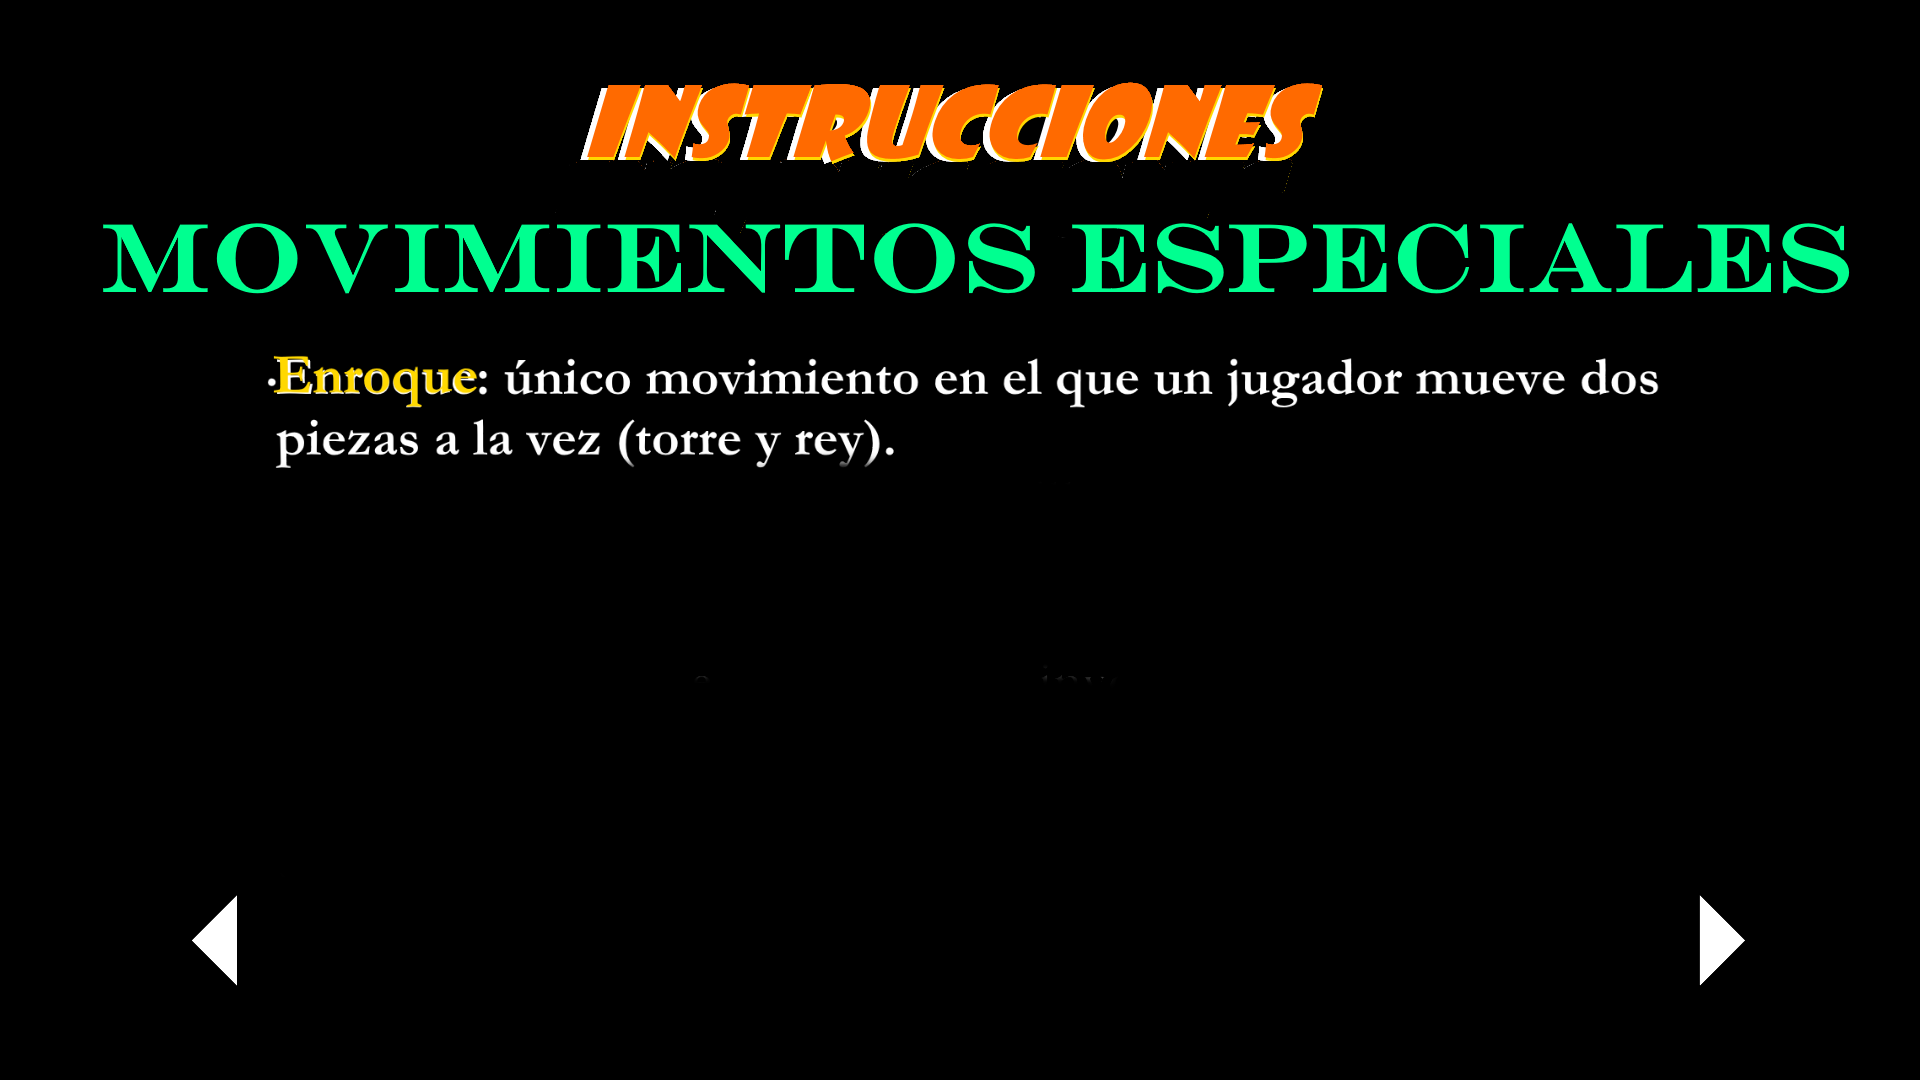 INSTRUCCIONES
MOVIMIENTOS ESPECIALES
·Enroque: único movimiento en el que un jugador mueve dos
piezas a la vez (torre y rey).